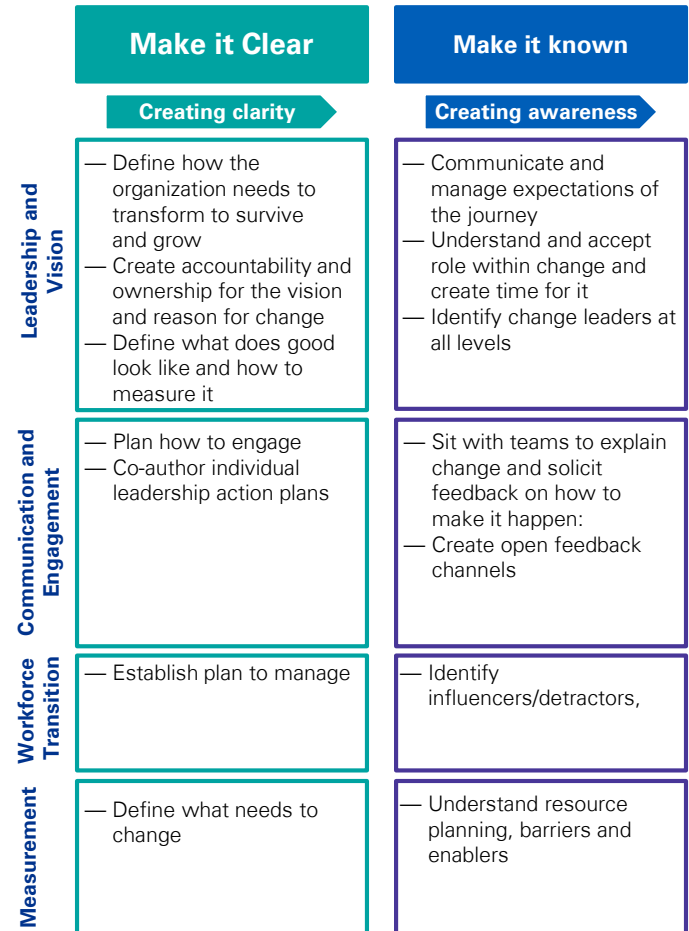 Make it Clear
Make it known
Creating clarity
Creating awareness
Leadership and
Vision
— Define how the
organization needs to
transform to survive
and grow
— Create accountability and
ownership for the vision
and reason for change
— Define what does good
look like and how to
measure it
— Communicate and
manage expectations of
the journey
— Understand and accept
role within change and
create time for it
— Identify change leaders at
all levels
Communication and
Engagement
— Plan how to engage
— Co-author individual
leadership action plans
— Sit with teams to explain
change and solicit
feedback on how to
make it happen:
— Create open feedback
channels
Workforce
Transition
— Establish plan to manage
— Identify
influencers/detractors,
Measurement
— Define what needs to
change
— Understand resource
planning, barriers and
enablers